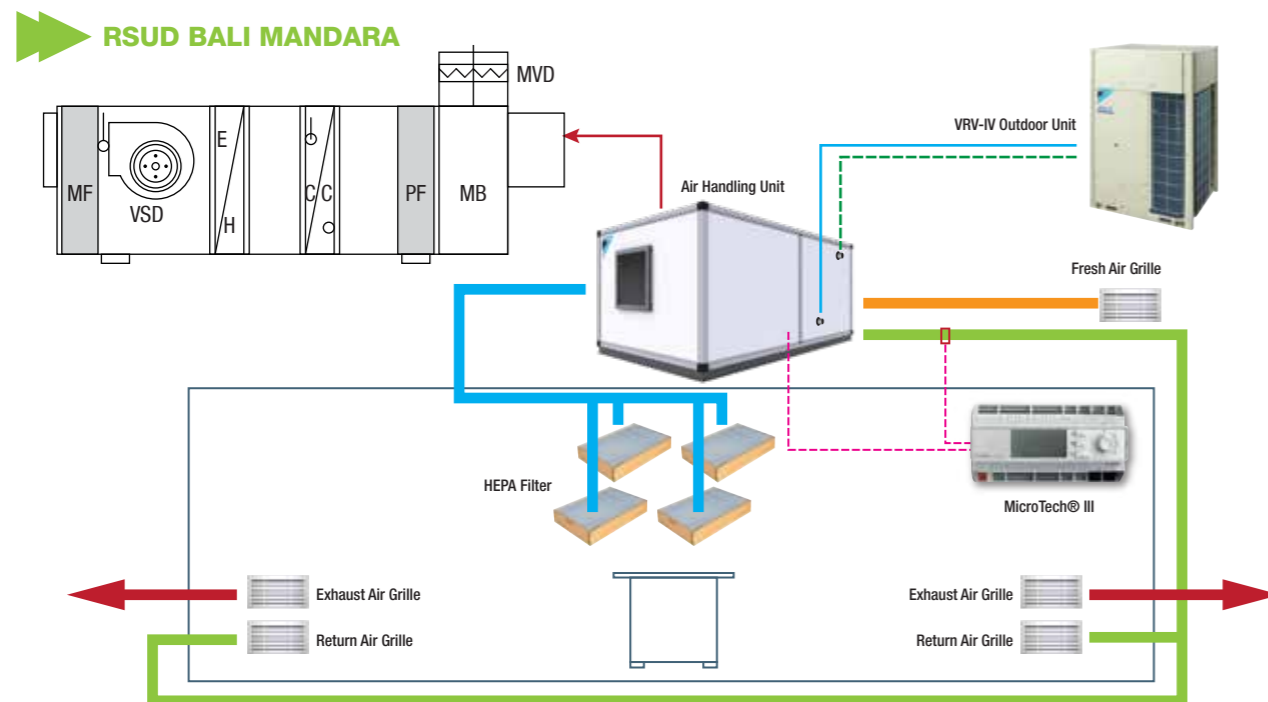 RSUD BALI MANDARA
MVD
VRV-IV Outdoor Unit
Air Handling Unit
MF
VSD
E
H
C C
PF
MB
Fresh Air Grille
HEPA Filter
MicroTech® III
Exhaust Air Grille
Exhaust Air Grille
Return Air Grille
Return Air Grille